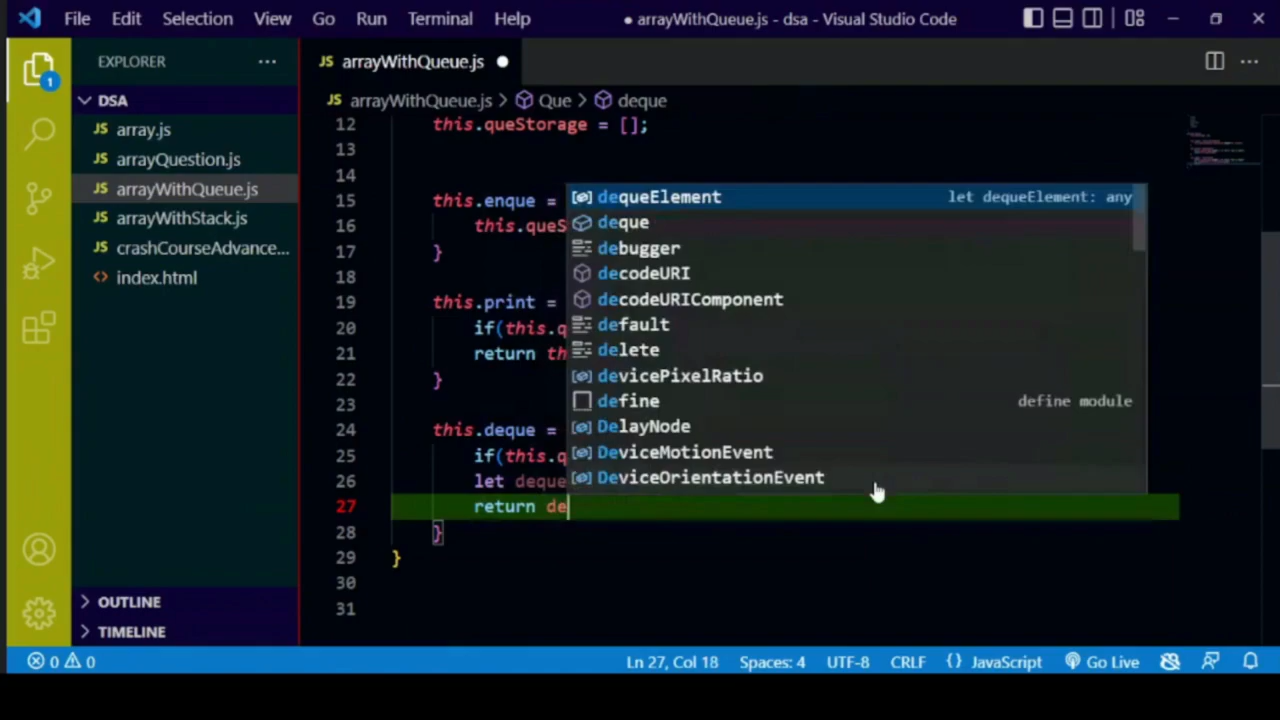 File Edit Selection View Go Run Terminal Help
● arrayWithQueue.js - dsa - Visual Studio Code
EXPLORER ...
JS arrayWithQueue.js ●
DSA
JS arrayWithQueue.js > Que > deque
JS array.js
JS arrayQuestion.js
JS arrayWithQueue.js
JS arrayWithStack.js
JS crashCourseAdvance...
<> index.html
1
12 this.queStorage = [];
13
14
15 this.enque =
16 this.queS
17 }
18
19 this.print =
20 if(this.q
21 return th
22 }
23
24 this.deque =
25 if(this.q
26 let deque
27 return de
28 }
29 }
30
31
dequeElement let dequeElement: any
deque
debugger
decodeURI
decodeURIComponent
default
delete
devicePixelRatio
define define module
DelayNode
DeviceMotionEvent
DeviceOrientationEvent
OUTLINE
TIMELINE
0 0 Ln 27, Col 18 Spaces: 4 UTF-8 CRLF {} JavaScript Go Live